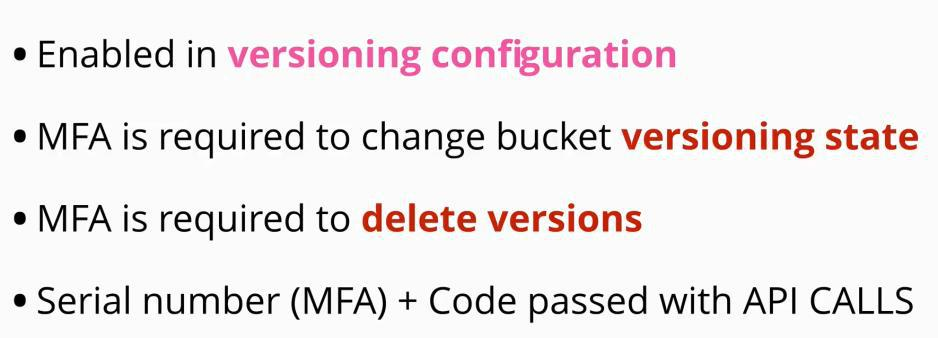 • Enabled in versioning configuration
• MFA is required to change bucket versioning state
• MFA is required to delete versions
• Serial number (MFA) + Code passed with API CALLS